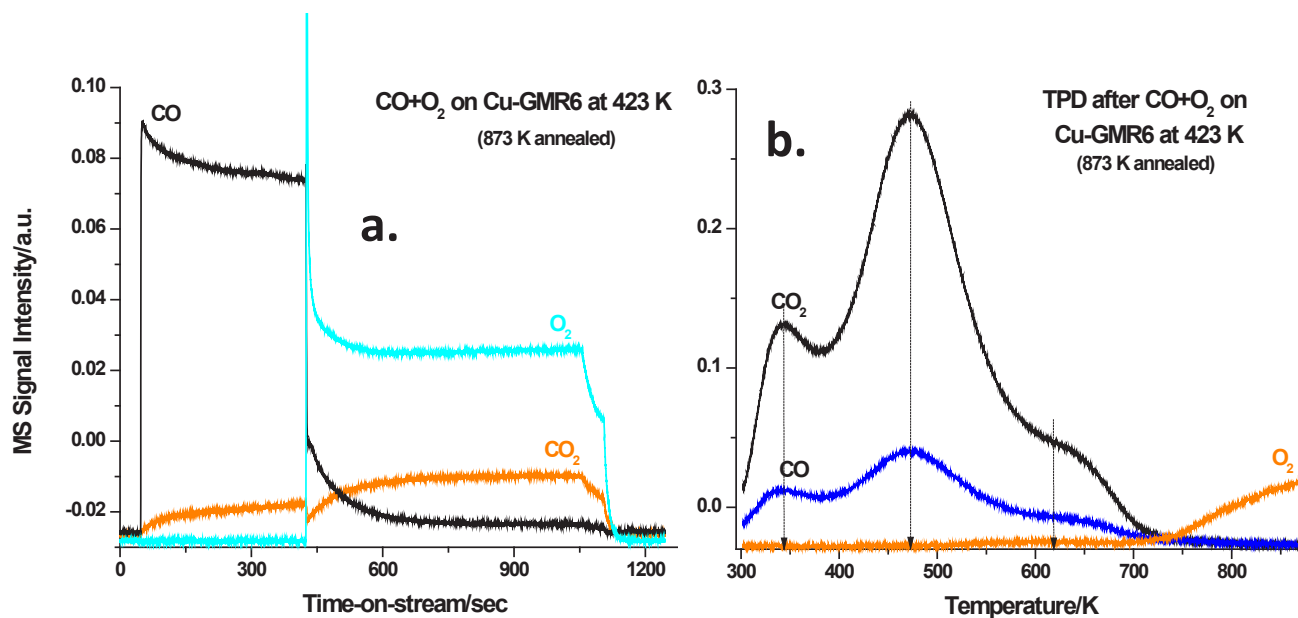 CO+O₂ on Cu-GMR6 at 423 K
(873 K annealed)
a.
CO
O₂
CO₂
MS Signal Intensity/a.u.
0.10
0.08
0.06
0.04
0.02
0.00
-0.02
0
300
600
900
1200
Time-on-stream/sec
TPD after CO+O₂ on
Cu-GMR6 at 423 K
(873 K annealed)
b.
CO₂
CO
O₂
0.3
0.2
0.1
0.0
300
400
500
600
700
800
Temperature/K